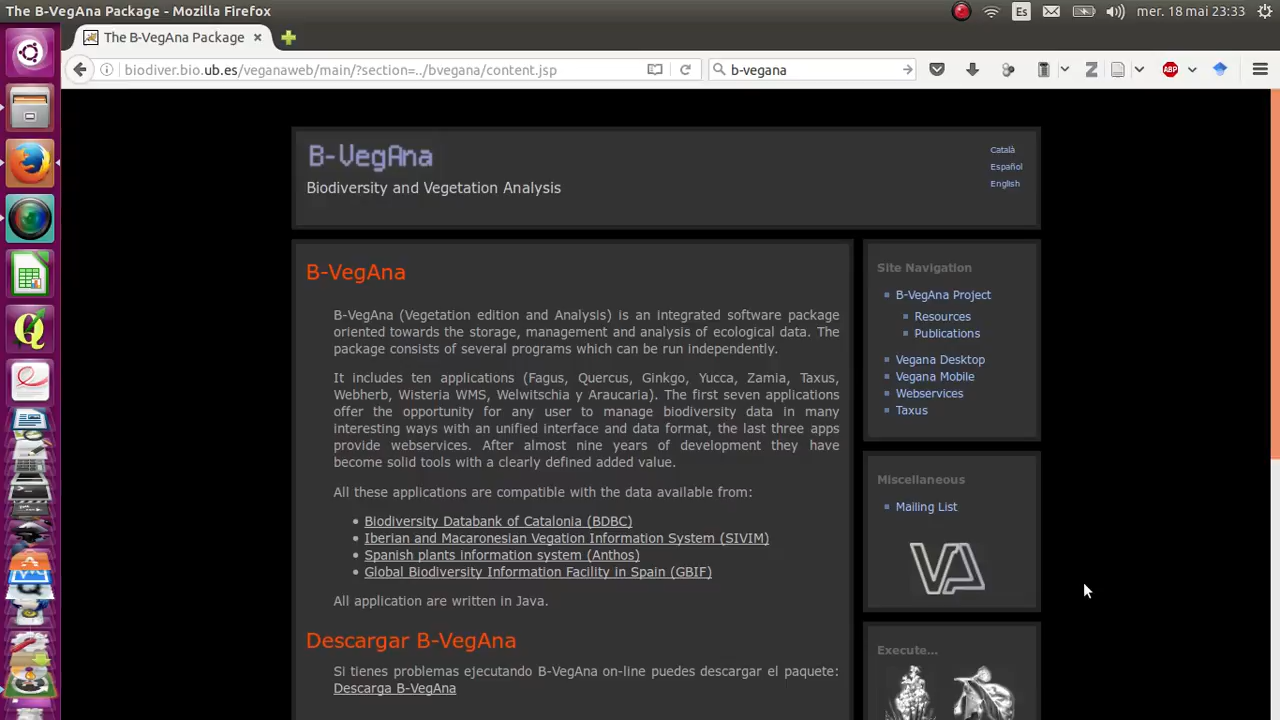 The B-VegAna Package - Mozilla Firefox
Es
mer. 18 mai 23:33
The B-VegAna Package
biodiver.bio.ub.es/veganaweb/main/?section=../bvegana/content.jsp
b-vegana
ABP
B-VegAna
Català
Español
English
Biodiversity and Vegetation Analysis
B-VegAna
B-VegAna (Vegetation edition and Analysis) is an integrated software package
oriented towards the storage, management and analysis of ecological data. The
package consists of several programs which can be run independently.
It includes ten applications (Fagus, Quercus, Ginkgo, Yucca, Zamia, Taxus,
Webherb, Wisteria WMS, Welwitschia y Araucaria). The first seven applications
offer the opportunity for any user to manage biodiversity data in many
interesting ways with an unified interface and data format, the last three apps
provide webservices. After almost nine years of development they have
become solid tools with a clearly defined added value.
All these applications are compatible with the data available from:
Biodiversity Databank of Catalonia (BDBC)
Iberian and Macaronesian Vegation Information System (SIVIM)
Spanish plants information system (Anthos)
Global Biodiversity Information Facility in Spain (GBIF)
All application are written in Java.
Descargar B-VegAna
Si tienes problemas ejecutando B-VegAna on-line puedes descargar el paquete:
Descarga B-VegAna
Site Navigation
B-VegAna Project
Resources
Publications
Vegana Desktop
Vegana Mobile
Webservices
Taxus
Miscellaneous
Mailing List
VA
Execute...